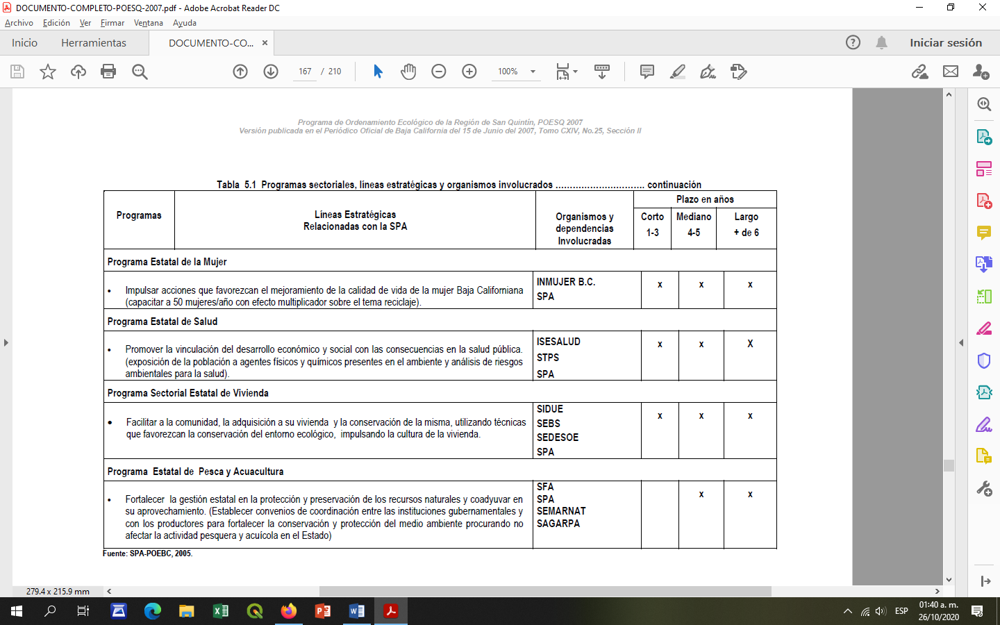 DOCUMENTO-COMPLETO-POESQ-2007.pdf - Adobe Acrobat Reader DC
Archivo Edición Ver Firmar Ventana Ayuda
Inicio Herramientas DOCUMENTO-CO... × Iniciar sesión
167 / 210 100%
Programa de Ordenamiento Ecológico de la Región de San Quintín, POESQ 2007
Versión publicada en el Periódico Oficial de Baja California del 15 de Junio del 2007, Tomo CXIV, No.25, Sección II
Tabla 5.1 Programas sectoriales, líneas estratégicas y organismos involucrados ................................ continuación
Programas
Líneas Estratégicas
Relacionadas con la SPA
Organismos y
dependencias
Involucradas
Plazo en años
Corto
1-3
Mediano
4-5
Largo
+ de 6
Programa Estatal de la Mujer
• Impulsar acciones que favorezcan el mejoramiento de la calidad de vida de la mujer Baja Californiana
(capacitar a 50 mujeres/año con efecto multiplicador sobre el tema reciclaje).
INMUJER B.C.
SPA
x x x
Programa Estatal de Salud
• Promover la vinculación del desarrollo económico y social con las consecuencias en la salud pública.
(exposición de la población a agentes físicos y químicos presentes en el ambiente y análisis de riesgos
ambientales para la salud).
ISESALUD
STPS
SPA
x x X
Programa Sectorial Estatal de Vivienda
• Facilitar a la comunidad, la adquisición a su vivienda y la conservación de la misma, utilizando técnicas
que favorezcan la conservación del entorno ecológico, impulsando la cultura de la vivienda.
SIDUE
SEBS
SEDESOE
SPA
x x x
Programa Estatal de Pesca y Acuacultura
• Fortalecer la gestión estatal en la protección y preservación de los recursos naturales y coadyuvar en
su aprovechamiento. (Establecer convenios de coordinación entre las instituciones gubernamentales y
con los productores para fortalecer la conservación y protección del medio ambiente procurando no
afectar la actividad pesquera y acuícola en el Estado)
SFA
SPA
SEMARNAT
SAGARPA
x x
Fuente: SPA-POEBC, 2005.
279.4 x 215.9 mm
ESP
01:40 a. m.
26/10/2020